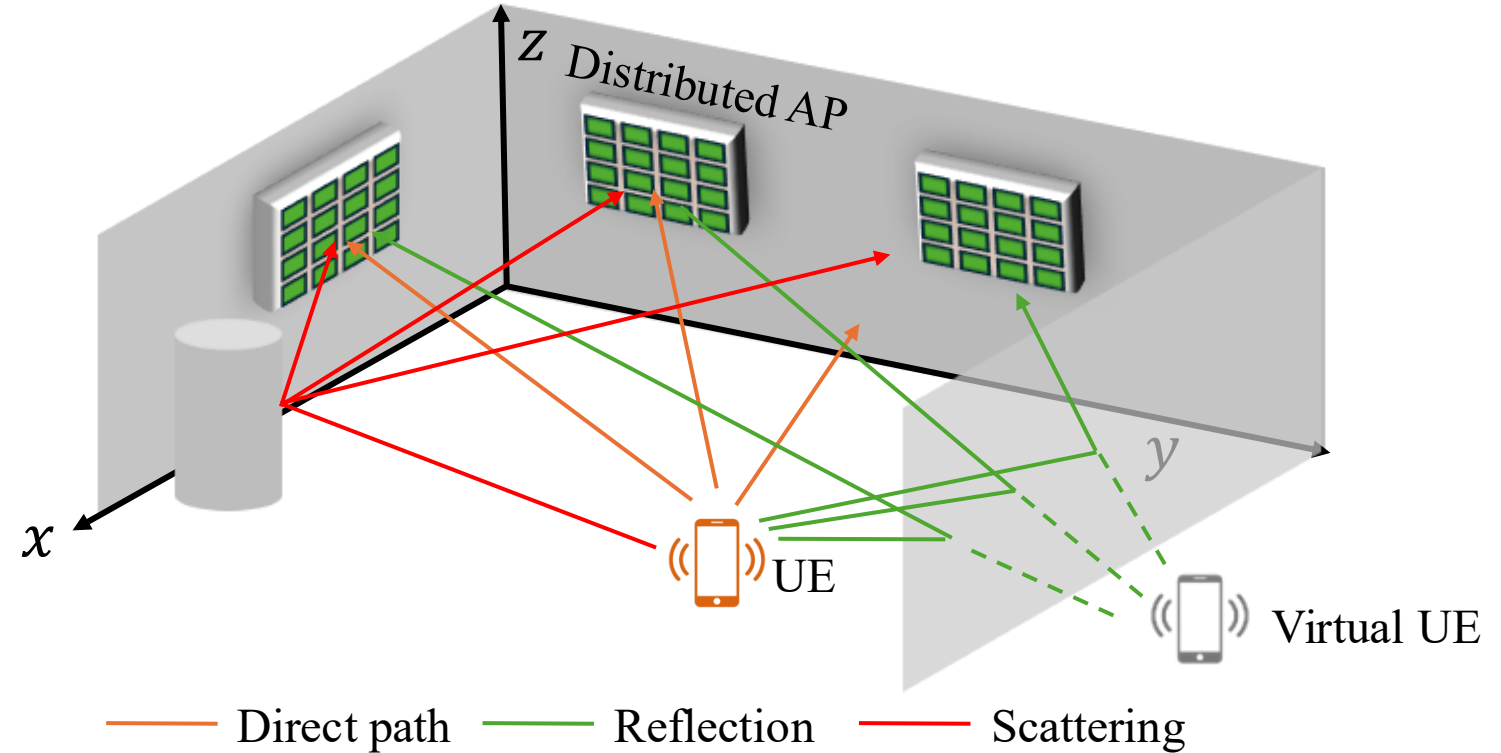 z
Distributed AP
y
x
UE
Virtual UE
Direct path
Reflection
Scattering